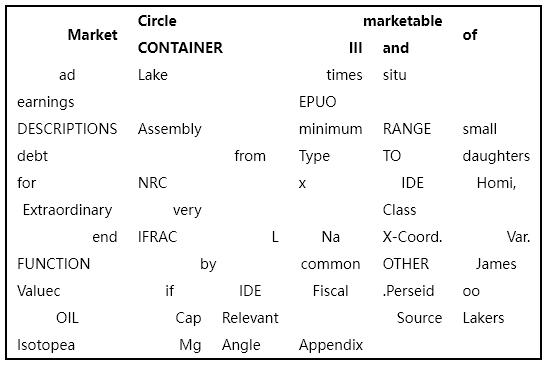 Market Circle CONTAINER marketable III and of
ad Lake times situ
earnings EPUO
DESCRIPTIONS Assembly minimum RANGE small
debt from Type TO daughters
for NRC x IDE Homi,
Extraordinary very Class
end IFRAC L Na X-Coord. Var.
FUNCTION by common OTHER James
Valuec if IDE Fiscal .Perseid oo
OIL Cap Relevant Source Lakers
Isotopea Mg Angle Appendix